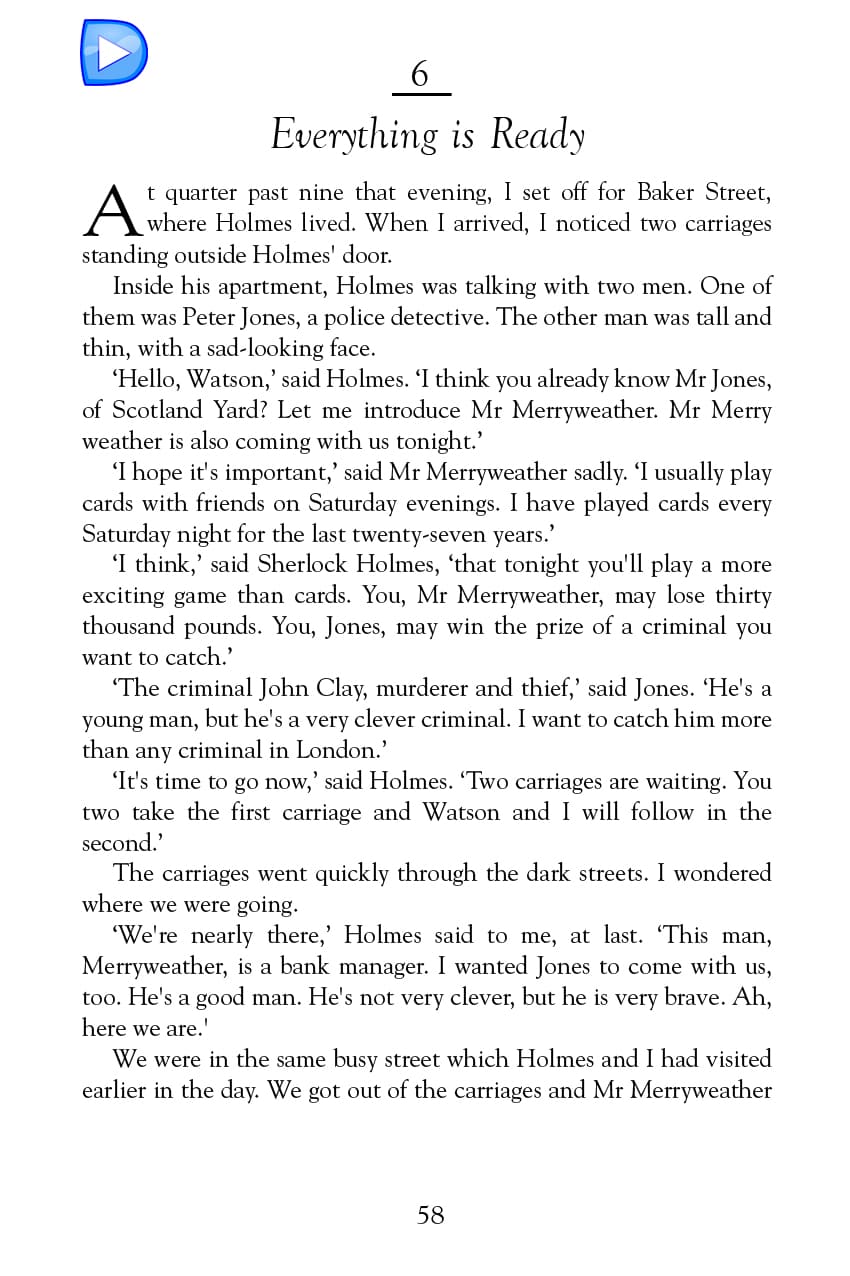 6
Everything is Ready
At quarter past nine that evening, I set off for Baker Street,
where Holmes lived. When I arrived, I noticed two carriages
standing outside Holmes' door.
Inside his apartment, Holmes was talking with two men. One of
them was Peter Jones, a police detective. The other man was tall and
thin, with a sad-looking face.
‘Hello, Watson,’ said Holmes. ‘I think you already know Mr Jones,
of Scotland Yard? Let me introduce Mr Merryweather. Mr Merry
weather is also coming with us tonight.’
‘I hope it's important,’ said Mr Merryweather sadly. ‘I usually play
cards with friends on Saturday evenings. I have played cards every
Saturday night for the last twenty-seven years.’
‘I think,’ said Sherlock Holmes, ‘that tonight you'll play a more
exciting game than cards. You, Mr Merryweather, may lose thirty
thousand pounds. You, Jones, may win the prize of a criminal you
want to catch.’
‘The criminal John Clay, murderer and thief,’ said Jones. ‘He's a
young man, but he's a very clever criminal. I want to catch him more
than any criminal in London.’
‘It's time to go now,’ said Holmes. ‘Two carriages are waiting. You
two take the first carriage and Watson and I will follow in the
second.’
The carriages went quickly through the dark streets. I wondered
where we were going.
‘We're nearly there,’ Holmes said to me, at last. ‘This man,
Merryweather, is a bank manager. I wanted Jones to come with us,
too. He's a good man. He's not very clever, but he is very brave. Ah,
here we are.'
We were in the same busy street which Holmes and I had visited
earlier in the day. We got out of the carriages and Mr Merryweather
58